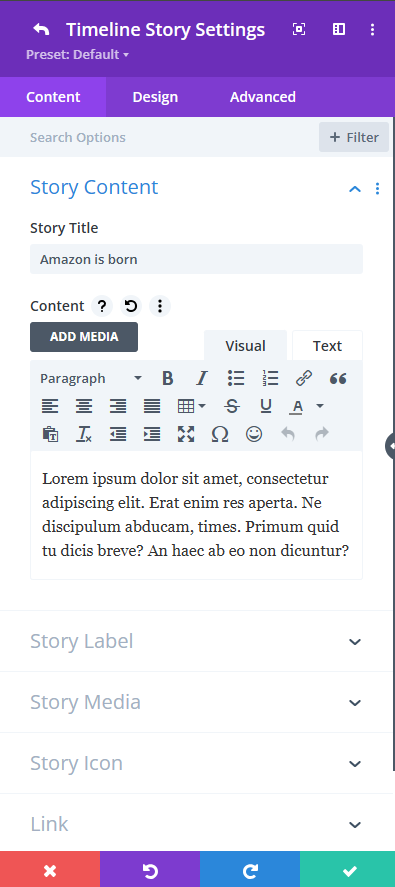 Timeline Story Settings
Preset: Default
Content Design Advanced
Search Options + Filter
Story Content
Story Title
Amazon is born
Content ?
ADD MEDIA
Visual Text
Paragraph B I
S U A
Lorem ipsum dolor sit amet, consectetur
adipiscing elit. Erat enim res aperta. Ne
discipulum abducam, times. Primum quid
tu dicis breve? An haec ab eo non dicuntur?
Story Label
Story Media
Story Icon
Link